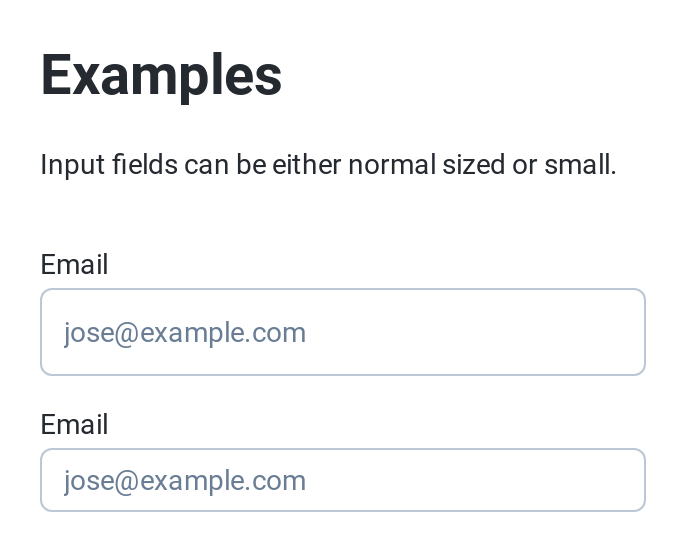 Examples
Input fields can be either normal sized or small.
Email
jose@example.com
Email
jose@example.com